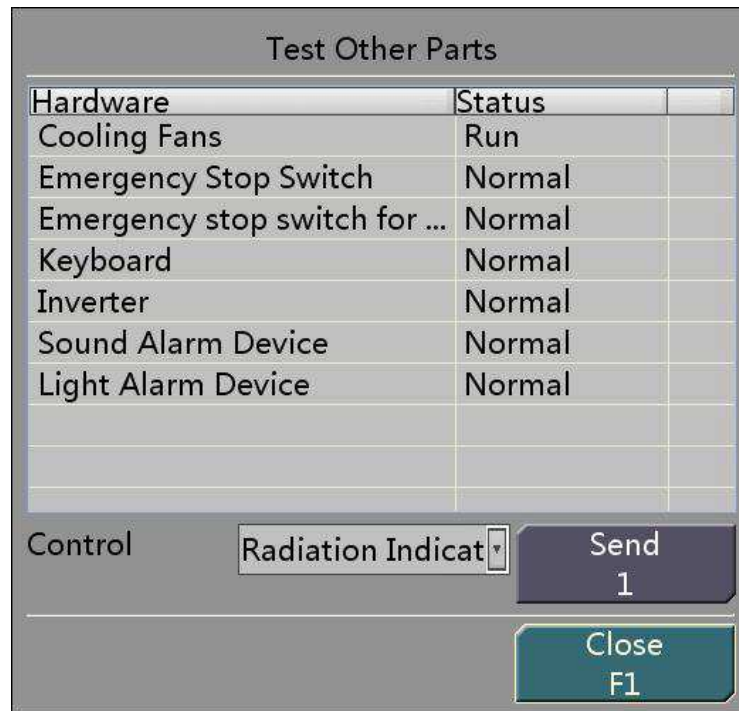 Test Other Parts
Hardware Status
Cooling Fans Run
Emergency Stop Switch Normal
Emergency stop switch for ... Normal
Keyboard Normal
Inverter Normal
Sound Alarm Device Normal
Light Alarm Device Normal
Control Radiation Indicat Send
1
Close
F1